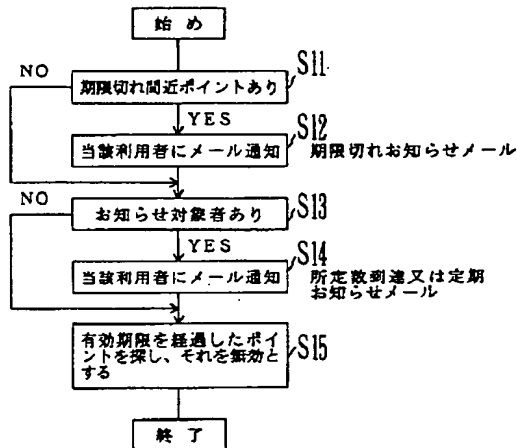 始め
NO
期限切れ間近ポイントあり
S11
YES
S12
当該利用者にメール通知
期限切れお知らせメール
NO
お知らせ対象者あり
S13
YES
S14
当該利用者にメール通知
所定数到達又は定期
お知らせメール
有効期限を経過したポ
イントを探し、それを無効と
する
S15
終了